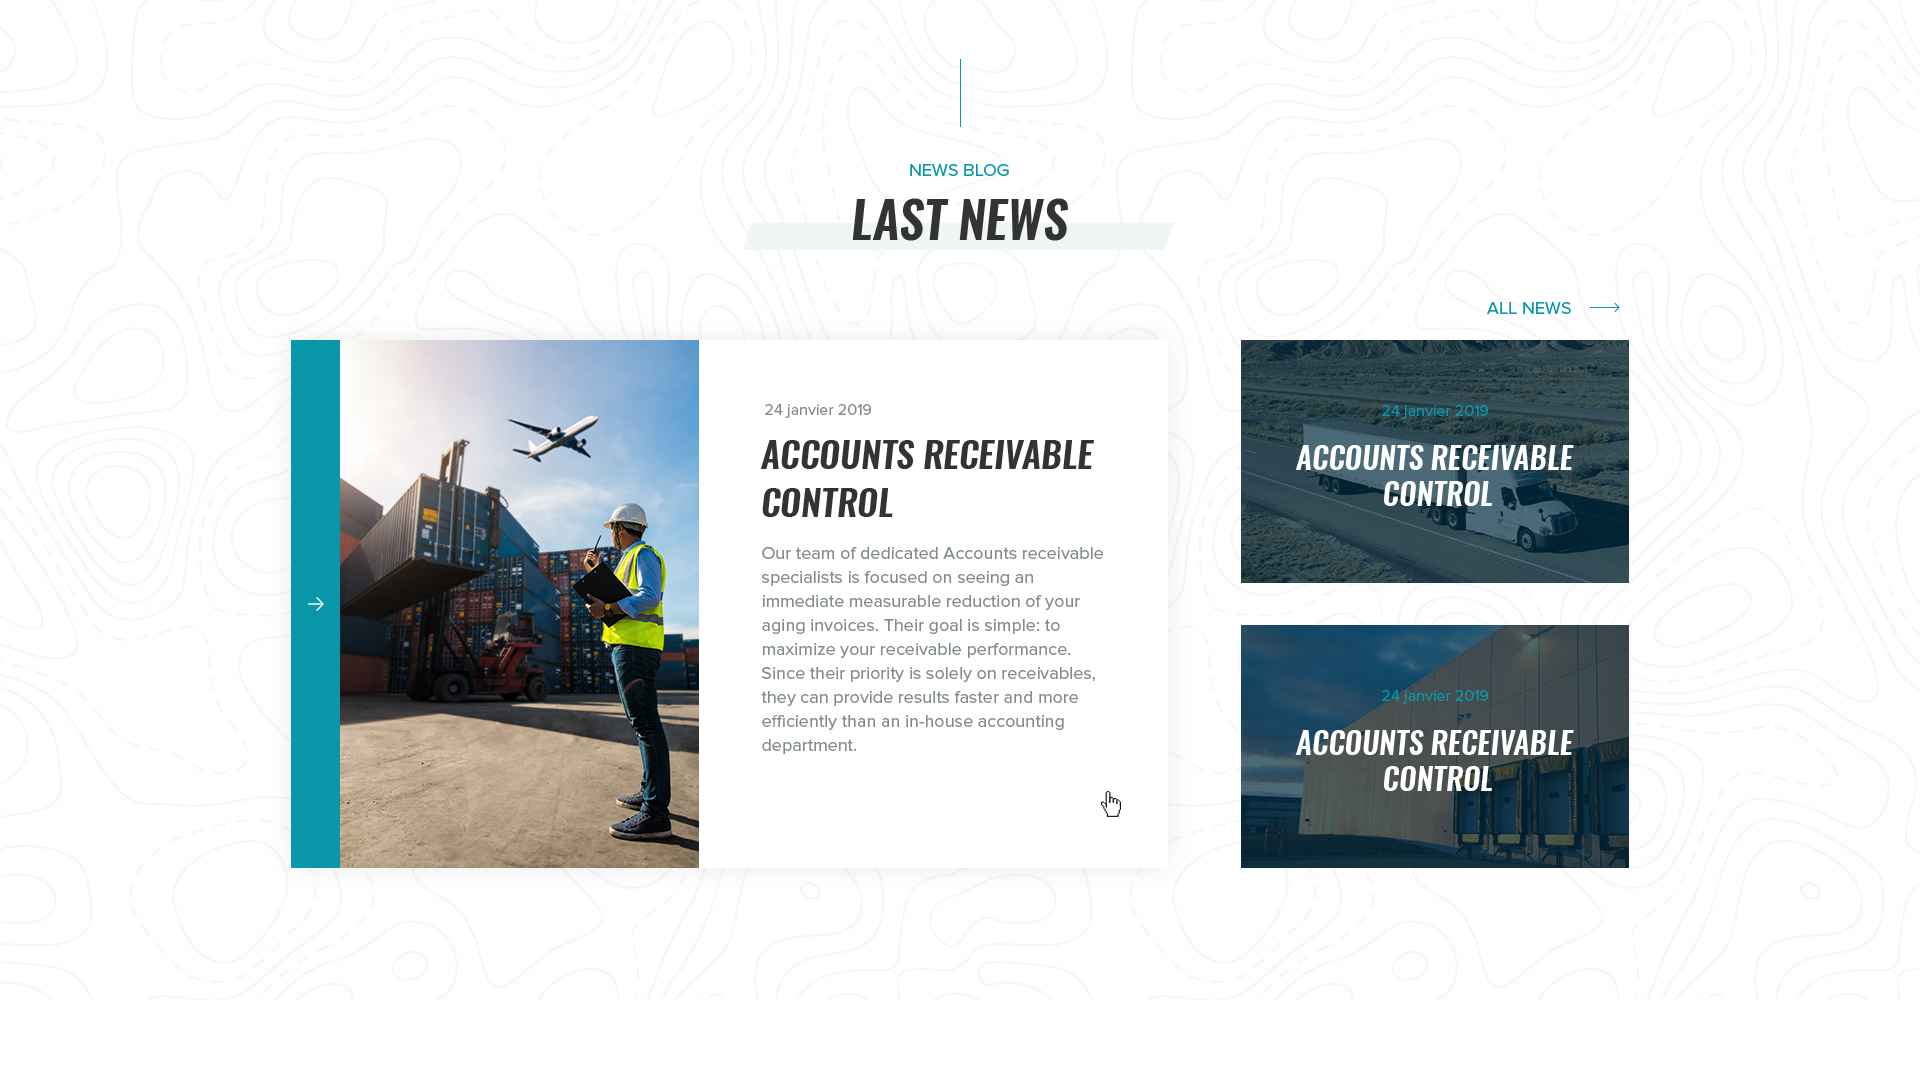 NEWS BLOG
LAST NEWS
ALL NEWS
24 janvier 2019
ACCOUNTS RECEIVABLE
CONTROL
Our team of dedicated Accounts receivable
specialists is focused on seeing an
immediate measurable reduction of your
aging invoices. Their goal is simple: to
maximize your receivable performance.
Since their priority is solely on receivables,
they can provide results faster and more
efficiently than an in-house accounting
department.
24 janvier 2019
ACCOUNTS RECEIVABLE
CONTROL
24 janvier 2019
ACCOUNTS RECEIVABLE
CONTROL